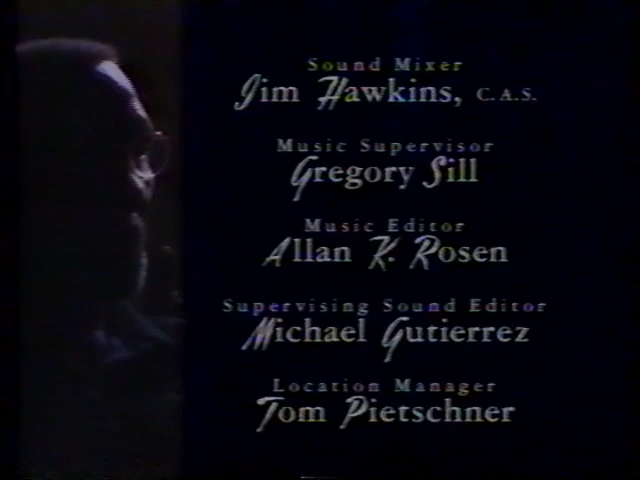 Sound Mixer
Jim Hawkins, C.A.S.
Music Supervisor
Gregory Sill
Music Editor
Allan K. Rosen
Supervising Sound Editor
Michael Gutierrez
Location Manager
Tom Pietschner